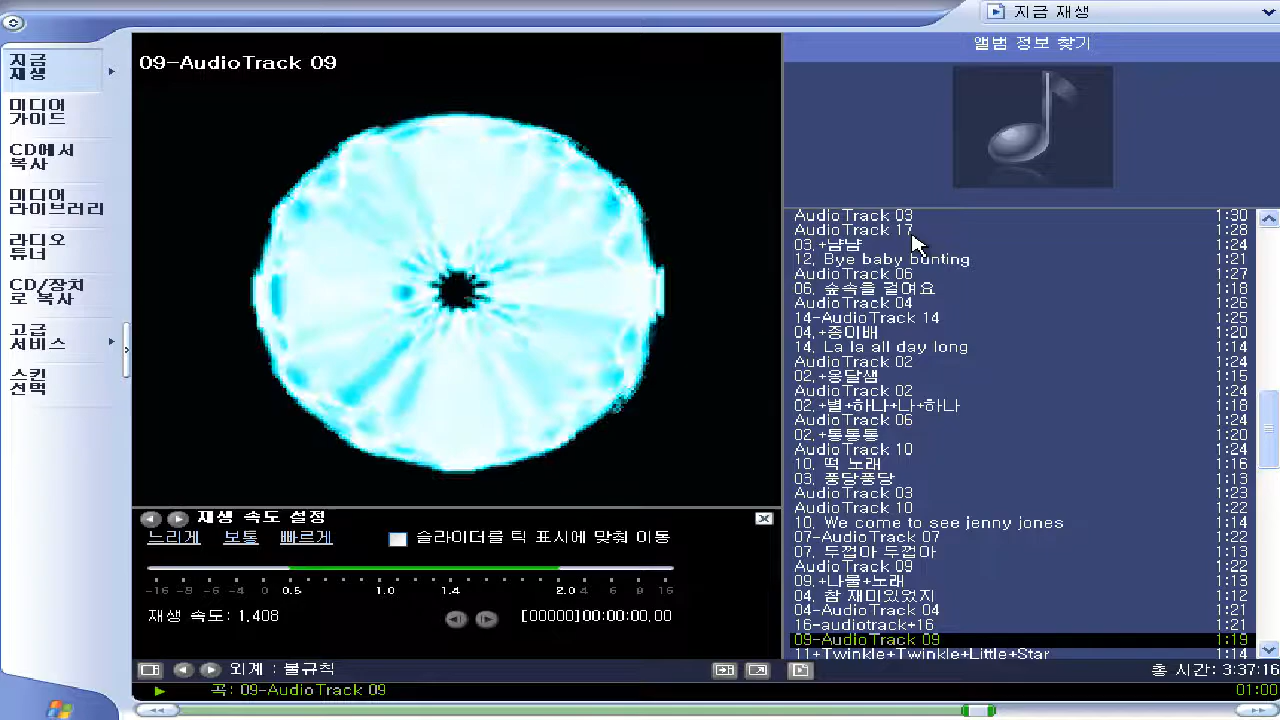 지금 재생
지금
재생
미디어
가이드
CD에서
복사
미디어
라이브러리
라디오
튜너
CD/장치
로 복사
고급
서비스
스킨
선택
09-AudioTrack 09
앨범 정보 찾기
AudioTrack 03 1:30
AudioTrack 17 1:28
03.+냠냠 1:24
12. Bye baby bunting 1:21
AudioTrack 06 1:27
06. 숲속을 걸어요 1:18
AudioTrack 04 1:26
14-AudioTrack 14 1:25
04.+종이배 1:20
14. La la all day long 1:14
AudioTrack 02 1:24
02.+옹달샘 1:15
AudioTrack 02 1:24
02.+별+하나+나+하나 1:18
AudioTrack 06 1:24
02.+통통통 1:20
AudioTrack 10 1:24
10. 떡 노래 1:16
03. 퐁당퐁당 1:13
AudioTrack 03 1:23
AudioTrack 10 1:22
10. We come to see jenny jones 1:14
07-AudioTrack 07 1:22
07. 두껍아 두껍아 1:13
AudioTrack 09 1:22
09.+나물+노래 1:13
04. 참 재미있었지 1:12
04-AudioTrack 04 1:21
16-audiotrack+16 1:21
09-AudioTrack 09 1:19
11+Twinkle+Twinkle+Little+Star 1:14
재생 속도 설정
느리게 보통 빠르게 슬라이더를 틱 표시에 맞춰 이동
-16 -8 -6 -4 0 0.5 1.0 1.4 2.0 4 6 8 16
재생 속도: 1.408 [00000]00:00:00.00
외계 : 불규칙
총 시간: 3:37:16
곡: 09-AudioTrack 09 01:00